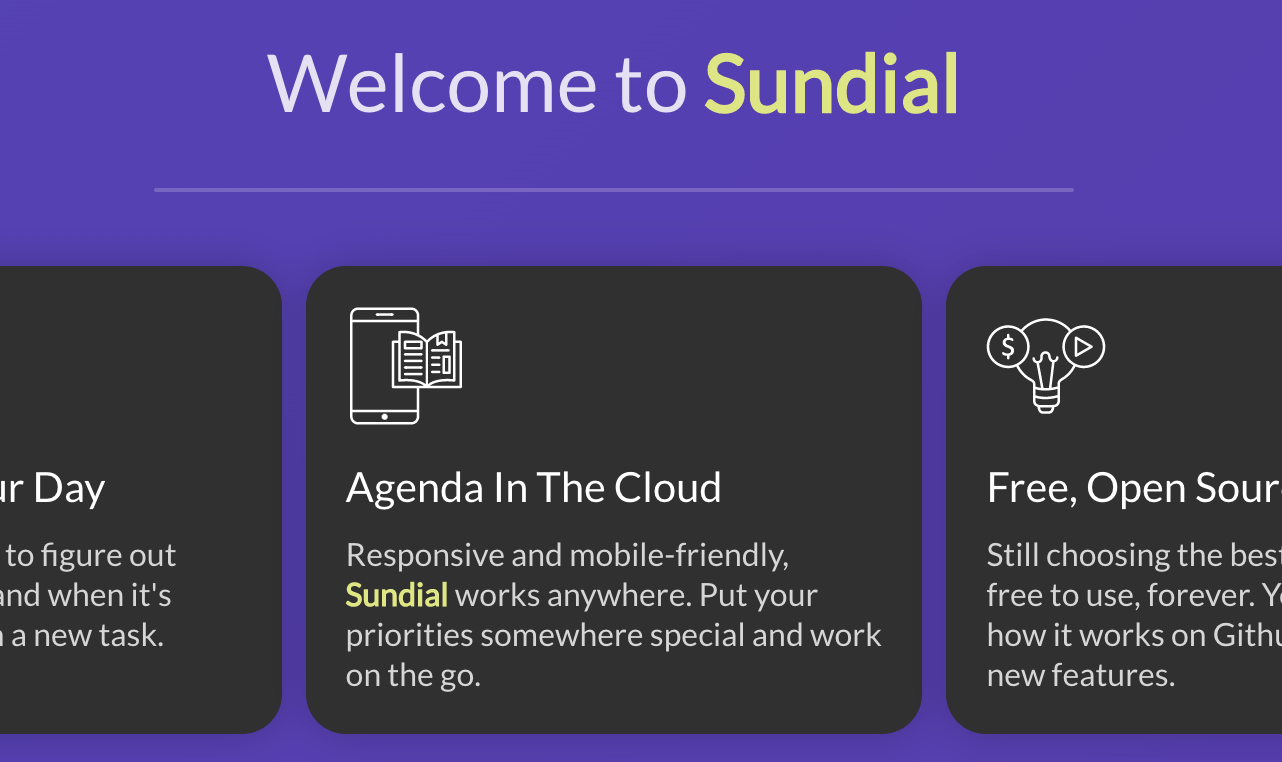 Welcome to Sundial
$
ur Day
to figure out
and when it's
a new task.
Agenda In The Cloud
Responsive and mobile-friendly,
Sundial works anywhere. Put your
priorities somewhere special and work
on the go.
Free, Open Sour
Still choosing the best
free to use, forever.
how it works on Githu
new features.